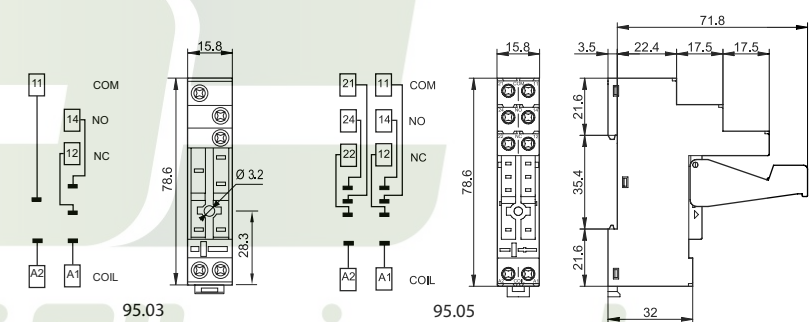 11 COM
14 NO
12 NC
A2 A1 COIL
15.8
78.6
Ø 3.2
28.3
95.03
21 11 COM
24 14 NO
22 12 NC
A2 A1 COIL
15.8
78.6
95.05
71.8
3.5 22.4 17.5 17.5
21.6
35.4
21.6
32